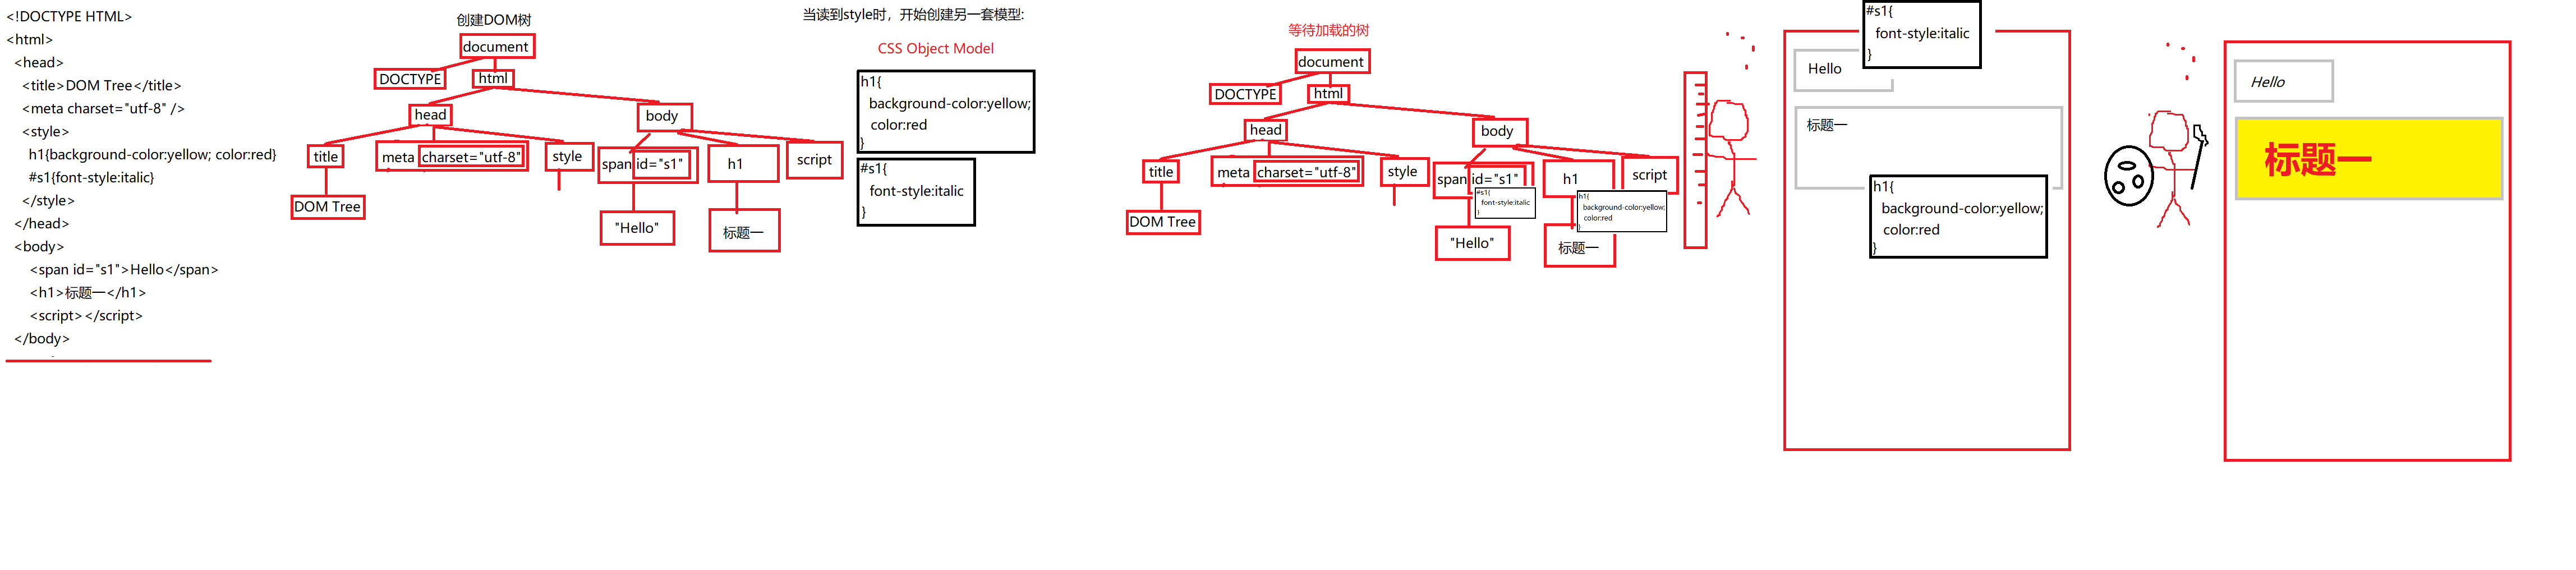 <!DOCTYPE HTML>
<html>
<head>
<title>DOM Tree</title>
<meta charset="utf-8" />
<style>
h1{background-color:yellow; color:red}
#s1{font-style:italic}
</style>
</head>
<body>
<span id="s1">Hello</span>
<h1>标题一</h1>
<script></script>
</body>
创建DOM树
document
DOCTYPE
html
head
body
title
meta charset="utf-8"
style
span id="s1"
h1
script
DOM Tree
"Hello"
标题一
当读到style时，开始创建另一套模型:
CSS Object Model
h1{
background-color:yellow;
color:red
}
#s1{
font-style:italic
}
等待加载的树
document
DOCTYPE
html
head
body
title
meta charset="utf-8"
style
span id="s1"
h1
script
#s1{
font-style:italic
}
h1{
background-color:yellow;
color:red
}
DOM Tree
"Hello"
标题一
#s1{
font-style:italic
}
Hello
标题一
h1{
background-color:yellow;
color:red
}
Hello
标题一